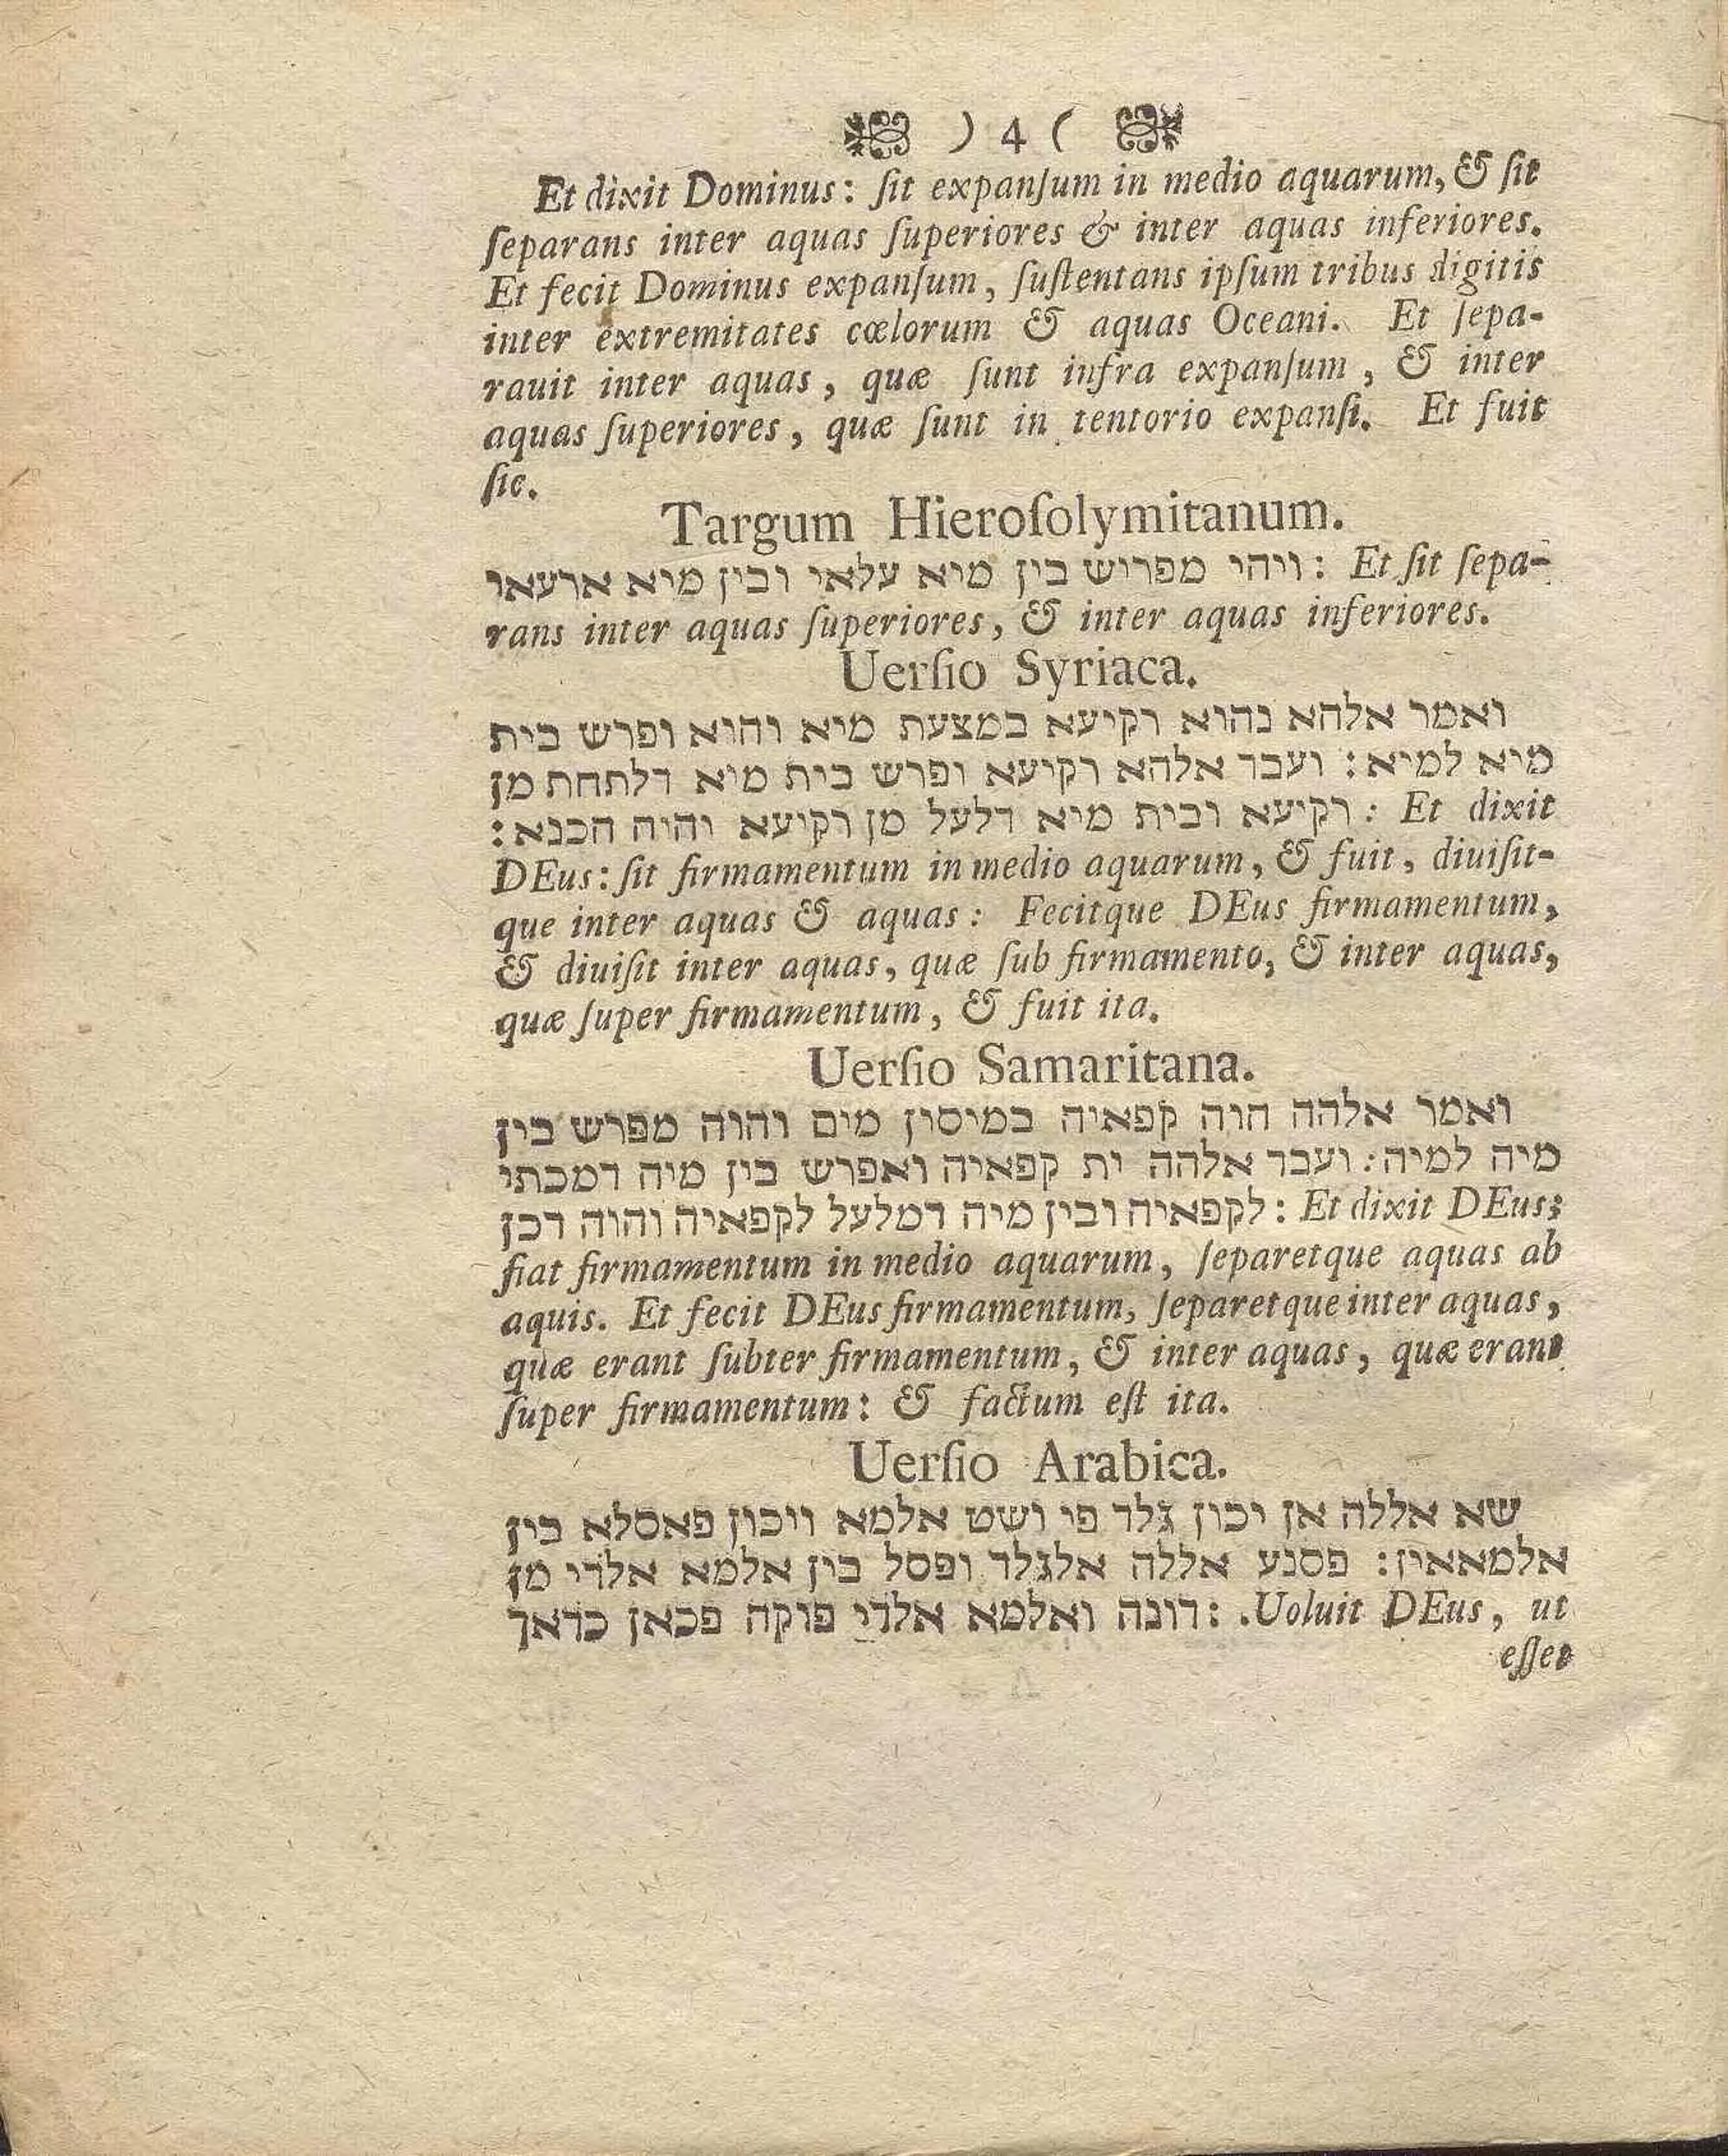 ) 4 (
Et dixit Dominus: ſit expanſum in medio aquarum, & ſit
ſeparans inter aquas ſuperiores & inter aquas inferiores.
Et fecit Dominus expanſum, ſuſtentans ipſum tribus digitis
inter extremitates cœlorum & aquas Oceani. Et ſepa-
rauit inter aquas, quæ ſunt infra expanſum, & inter
aquas ſuperiores, quæ ſunt in tentorio expanſi. Et fuit
ſic.
Targum Hieroſolymitanum.
ויהי מפריש בין מיא עלאי ובין מיא ארעאי : Et ſit ſepa-
rans inter aquas ſuperiores, & inter aquas inferiores.
Uerſio Syriaca.
ואמר אלהא נהוא רקיעא במצעת מיא והוא ופרש בית
מיא למיא: ועבד אלהא רקיעא ופרש בית מיא דלתחת מן
רקיעא ובית מיא דלעל מן רקיעא והוה הכנא: : Et dixit
DEus: ſit firmamentum in medio aquarum, & fuit, diuiſit-
que inter aquas & aquas: Fecitque DEus firmamentum,
& diuiſit inter aquas, quæ ſub firmamento, & inter aquas,
quæ ſuper firmamentum, & fuit ita.
Uerſio Samaritana.
ואמר אלהה הוה קפאיה במיסון מים והוה מפרש בין
מיה למיה: ועבד אלהה ית קפאיה ואפרש בין מיה דמכתי
לקפאיה ובין מיה דמלעל לקפאיה והוה דכן : Et dixit DEus:
fiat firmamentum in medio aquarum, ſeparetque aquas ab
aquis. Et fecit DEus firmamentum, ſeparetque inter aquas,
quæ erant ſubter firmamentum, & inter aquas, quæ erant
ſuper firmamentum: & factum eſt ita.
Uerſio Arabica.
שא אללה אן יכון גלד פי ושט אלמא ויכון פאסלא בין
אלמאאין: פסנע אללה אלגלד ופסל בין אלמא אלדי מן
דונה ואלמא אלדי פוקה פכאן כדאך : .Uoluit DEus, ut
eſſet